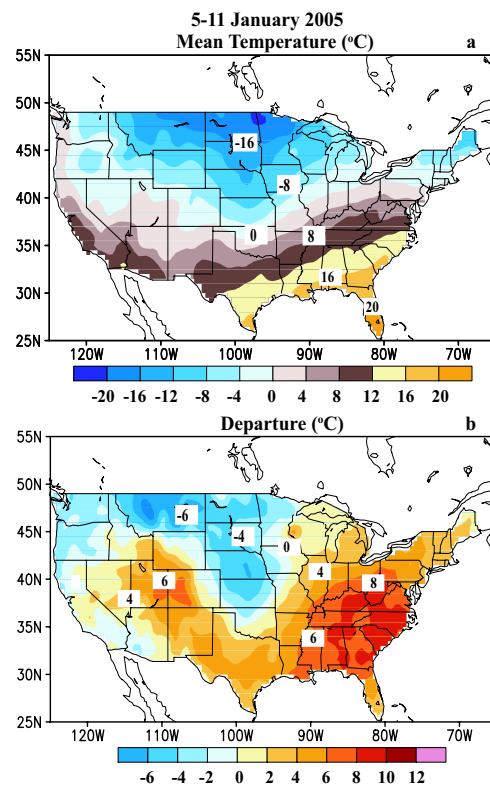 5-11 January 2005
Mean Temperature (°C) a
55N
50N
45N
40N
35N
30N
25N
-16
-8
0
8
16
20
120W 110W 100W 90W 80W 70W
-20 -16 -12 -8 -4 0 4 8 12 16 20
Departure (°C) b
55N
50N
45N
40N
35N
30N
25N
-6
-4
0
6
4
4
8
6
120W 110W 100W 90W 80W 70W
-6 -4 -2 0 2 4 6 8 10 12